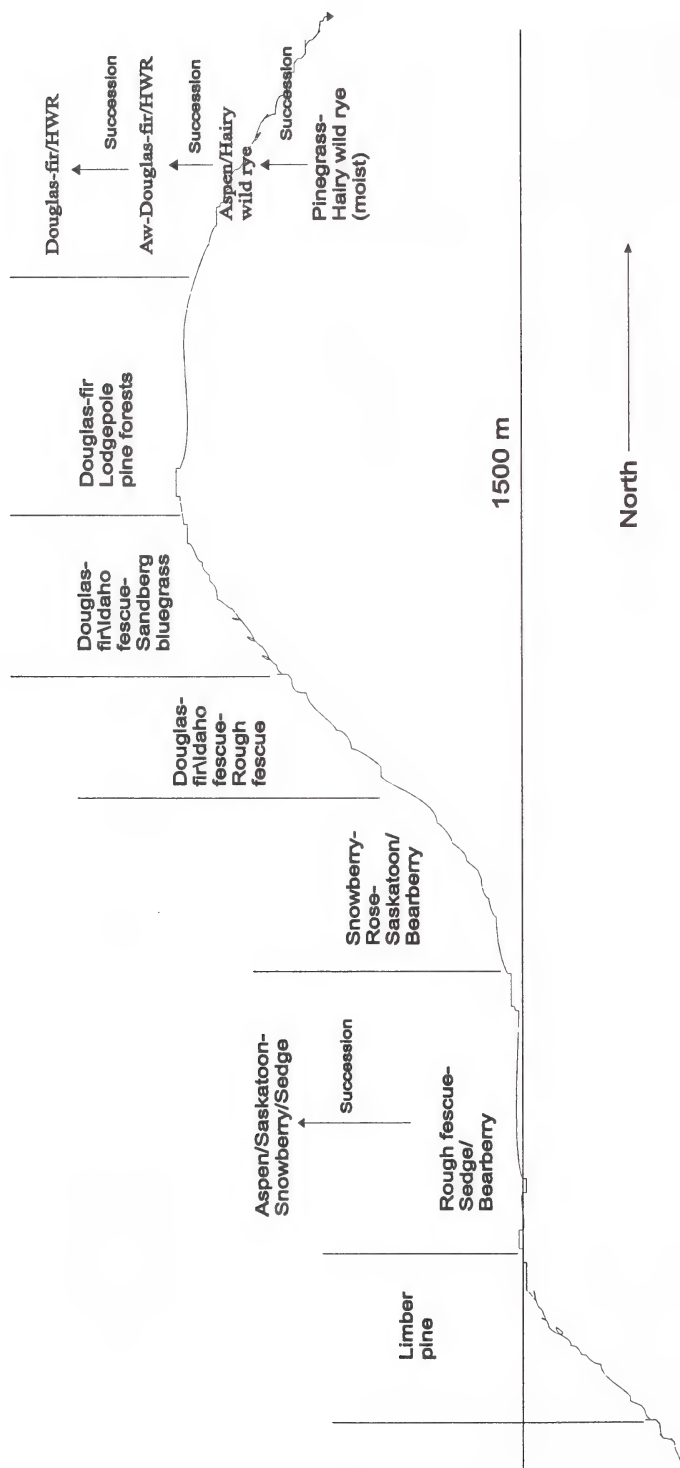 Limber
pine
Aspen/Saskatoon-
Snowberry/Sedge
Succession
Rough fescue-
Sedge/
Bearberry
Snowberry-
Rose-
Saskatoon/
Bearberry
Douglas-
fir\Idaho
fescue-
Rough
fescue
Douglas-
fir\Idaho
fescue-
Sandberg
bluegrass
Douglas-fir
Lodgepole
pine forests
Douglas-fir/HWR
Succession
Aw-Douglas-fir/HWR
Succession
Aspen/Hairy
wild rye
Succession
Pinegrass-
Hairy wild rye
(moist)
1500 m
North